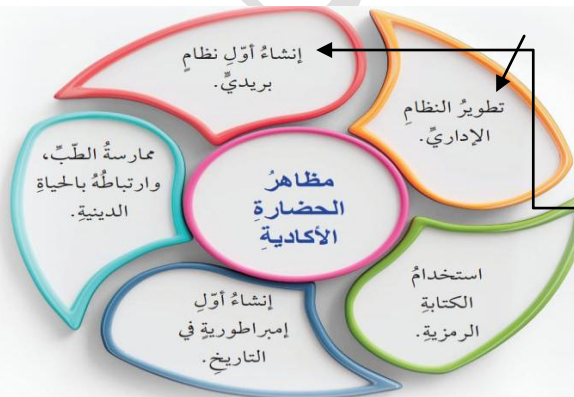 مظاهرُ
الحضارةِ
الأكاديةِ
تطويرُ النظامِ
الإداريِّ.
استخدامُ
الكتابةِ
الرمزيةِ.
إنشاءُ أوّلِ
إمبراطوريةٍ في
التاريخِ.
ممارسةُ الطّبِّ،
وارتباطُهُ بالحياةِ
الدينيةِ.
إنشاءُ أوّلِ نظامٍ
بريديٍّ.